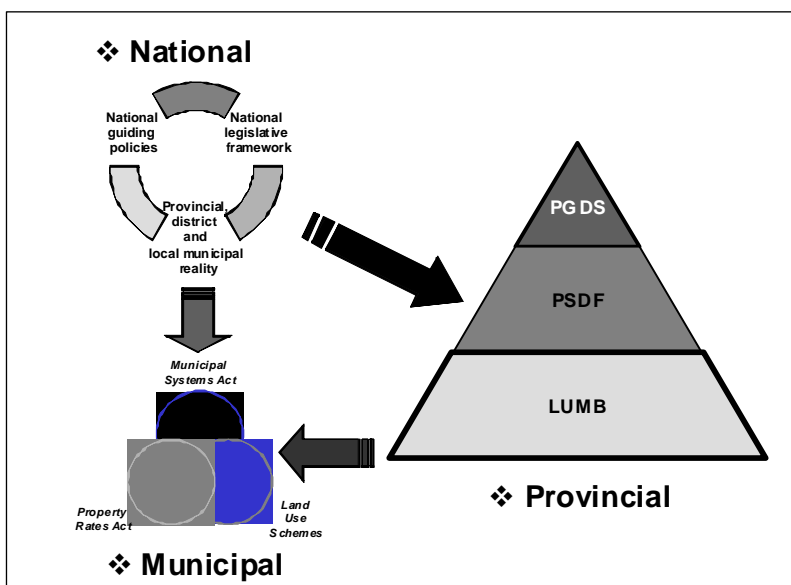 ❖ National
National
guiding
policies
National
legislative
framework
Provincial,
district
and
local municipal
reality
PGDS
PSDF
LUMB
❖ Provincial
Municipal
Systems Act
Property
Rates Act
Land
Use
Schemes
❖ Municipal